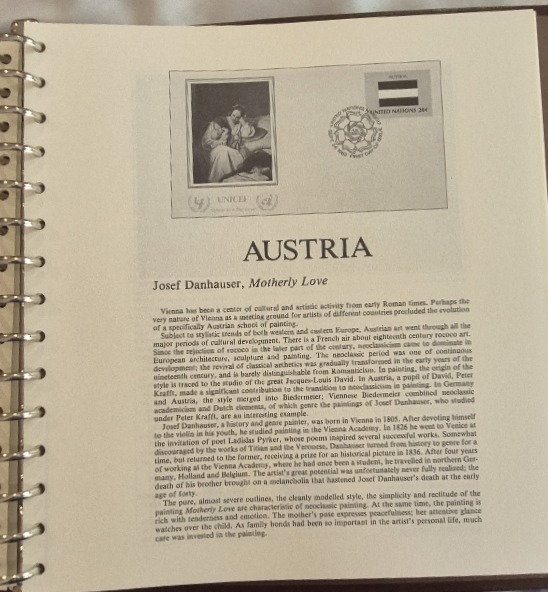 AUSTRIA
UNITED NATIONS 20¢
UNICEF
AUSTRIA
Josef Danhauser, Motherly Love
Vienna has been a center of cultural and artistic activity from early Roman times. Perhaps the
very nature of Vienna as a meeting ground for artists of different countries precluded the evolution
of a specifically Austrian school of painting.
Subject to stylistic trends of both western and eastern Europe, Austrian art went through all the
major periods of cultural development. There is a French air about eighteenth century rococo art.
Since the rejection of rococo in the later part of the century, neoclassicism came to dominate in
European architecture, sculpture and painting. The neoclassic period was one of continuous
development; the revival of classical aethetics was gradually transformed in the early years of the
nineteenth century, and is hardly distinguishable from Romanticism. In painting, the origin of the
style is traced to the studio of the great Jacques-Louis David. In Austria, a pupil of David, Peter
Krafft, made a significant contribution to the transition to neoclassicism in painting. In Germany
and Austria, the style merged into Biedermeier; Viennese Biedermeier combined neoclassic
academicism and Dutch elements, of which genre the paintings of Josef Danhauser, who studied
under Peter Krafft, are an interesting example.
Josef Danhauser, a history and genre painter, was born in Vienna in 1805. After devoting himself
to the violin in his youth, he studied painting in the Vienna Academy. In 1826 he went to Venice at
the invitation of poet Ladislas Pyrker, whose poems inspired several successful works. Somewhat
discouraged by the works of Titian and the Veronese, Danhauser turned from history to genre for a
time, but returned to the former, receiving a prize for an historical picture in 1836. After four years
of working at the Vienna Academy, where he had once been a student, he travelled in northern Ger-
many, Holland and Belgium. The artist's great potential was unfortunately never fully realized; the
death of his brother brought on a melancholia that hastened Josef Danhauser's death at the early
age of forty.
The pure, almost severe outlines, the cleanly modelled style, the simplicity and rectitude of the
painting Motherly Love are characteristic of neoclassic painting. At the same time, the painting is
rich with tenderness and emotion. The mother's pose expresses peacefulness; her attentive glance
watches over the child. As family bonds had been so important in the artist's personal life, much
care was invested in the painting.